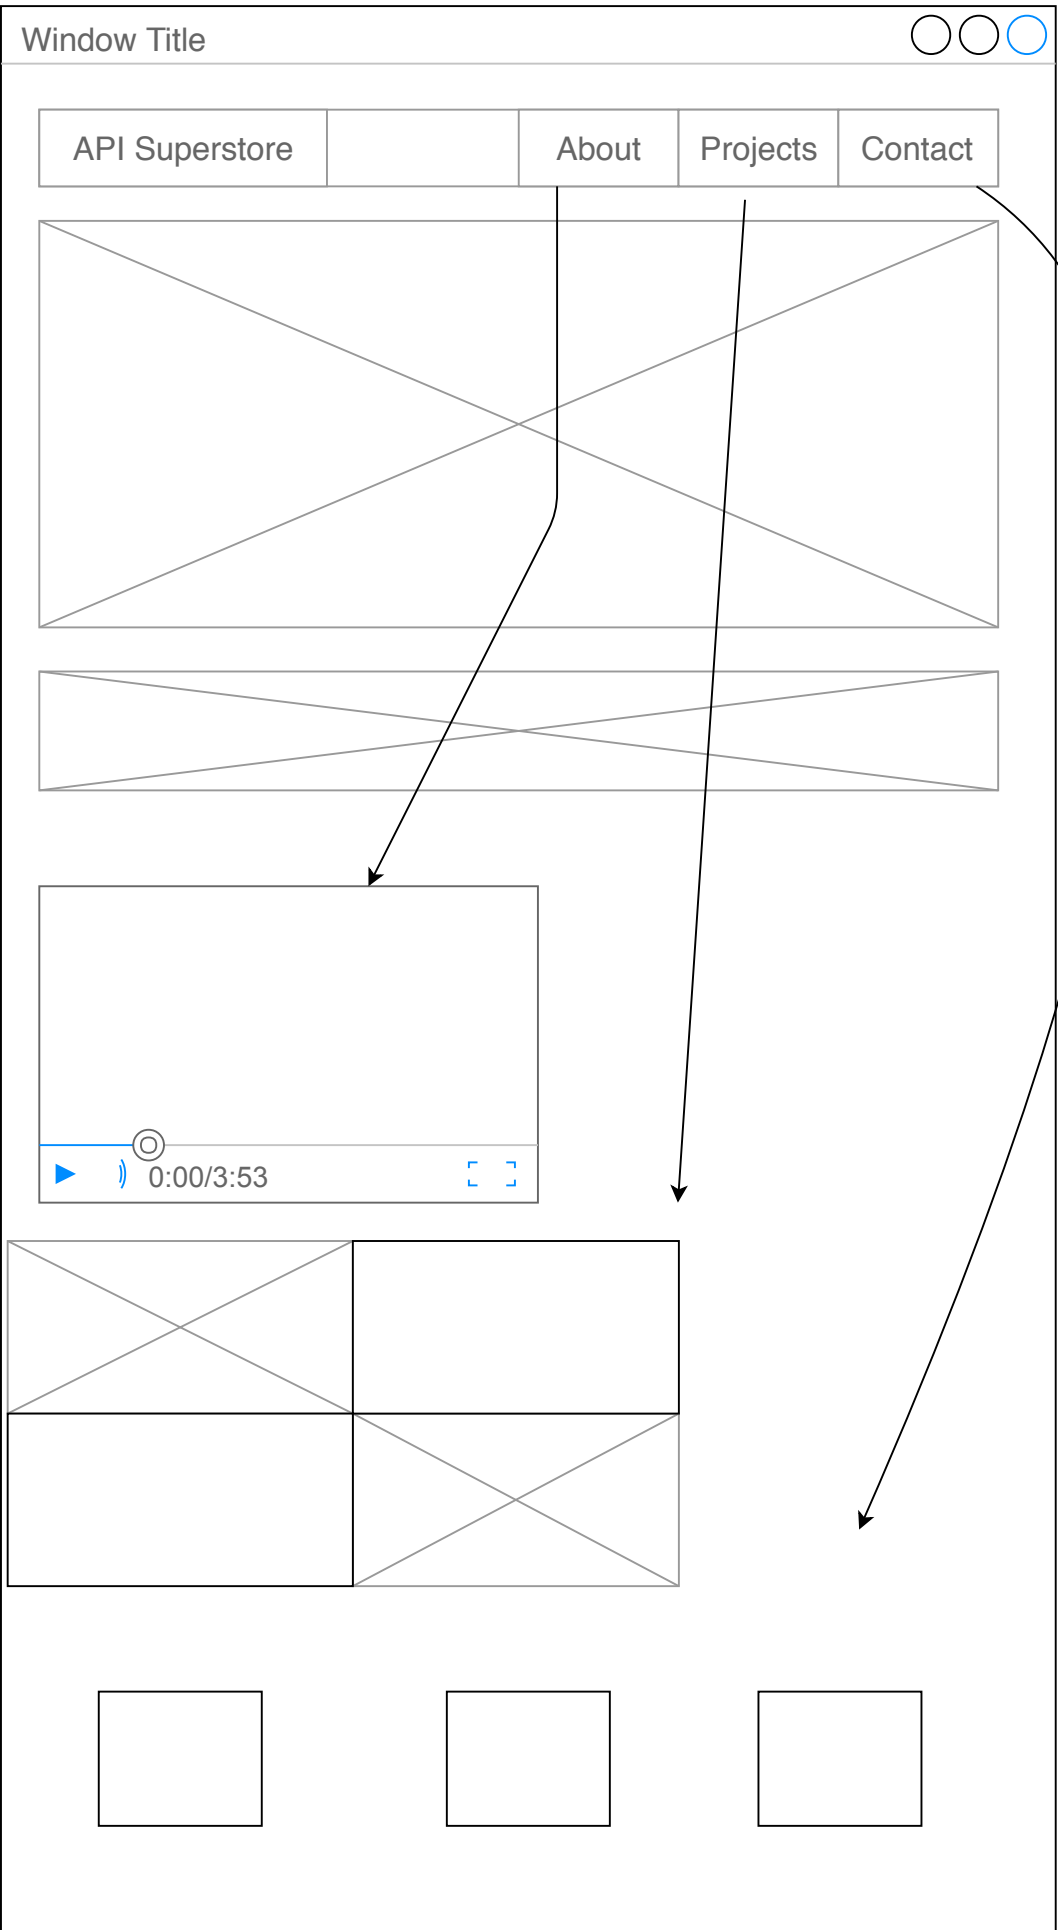 Window Title
API Superstore
About
Projects
Contact
0:00/3:53